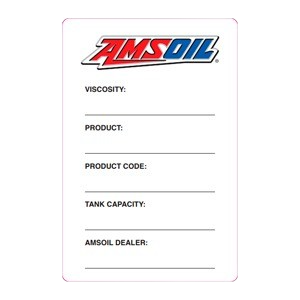 AMSOIL®
VISCOSITY:
PRODUCT:
PRODUCT CODE:
TANK CAPACITY:
AMSOIL DEALER: